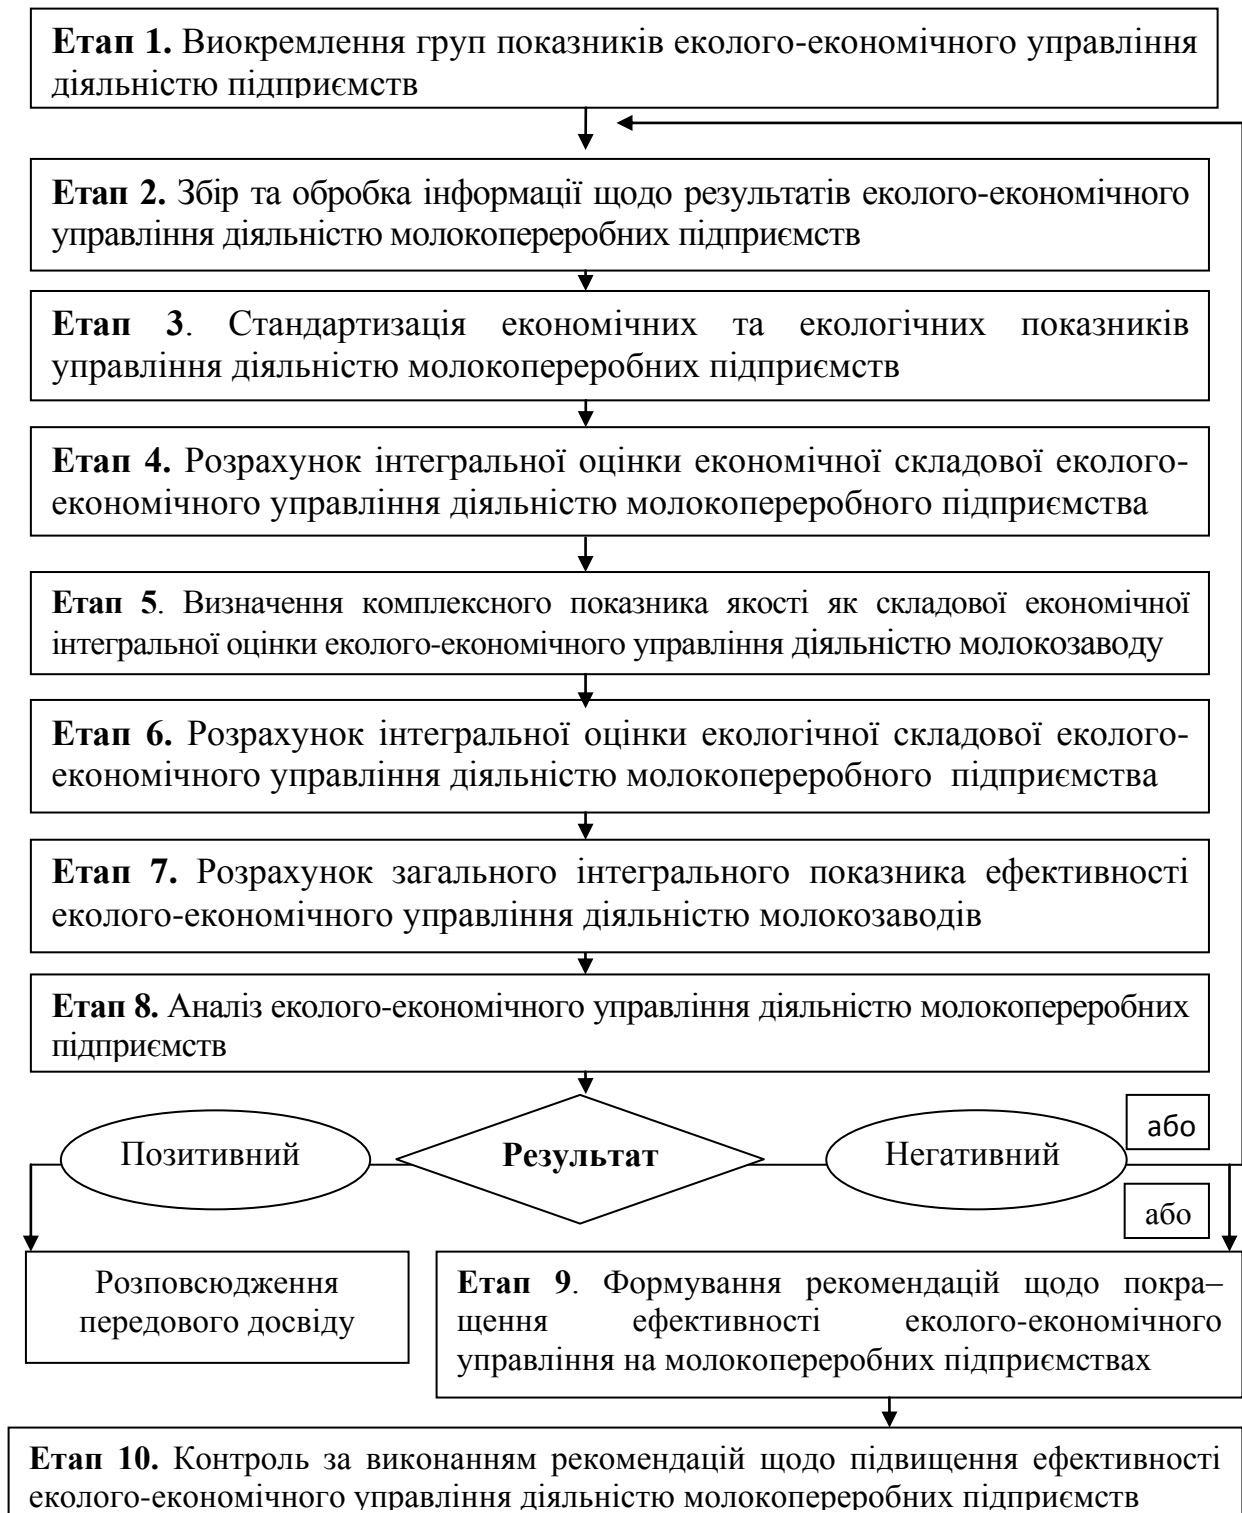 Етап 1. Виокремлення груп показників еколого-економічного управління
діяльністю підприємств
Етап 2. Збір та обробка інформації щодо результатів еколого-економічного
управління діяльністю молокопереробних підприємств
Етап 3. Стандартизація економічних та екологічних показників
управління діяльністю молокопереробних підприємств
Етап 4. Розрахунок інтегральної оцінки економічної складової еколого-
економічного управління діяльністю молокопереробного підприємства
Етап 5. Визначення комплексного показника якості як складової економічної
інтегральної оцінки еколого-економічного управління діяльністю молокозаводу
Етап 6. Розрахунок інтегральної оцінки екологічної складової еколого-
економічного управління діяльністю молокопереробного підприємства
Етап 7. Розрахунок загального інтегрального показника ефективності
еколого-економічного управління діяльністю молокозаводів
Етап 8. Аналіз еколого-економічного управління діяльністю молокопереробних
підприємств
Позитивний
Результат
Негативний
або
або
Розповсюдження
передового досвіду
Етап 9. Формування рекомендацій щодо покра–
щення ефективності еколого-економічного
управління на молокопереробних підприємствах
Етап 10. Контроль за виконанням рекомендацій щодо підвищення ефективності
еколого-економічного управління діяльністю молокопереробних підприємств